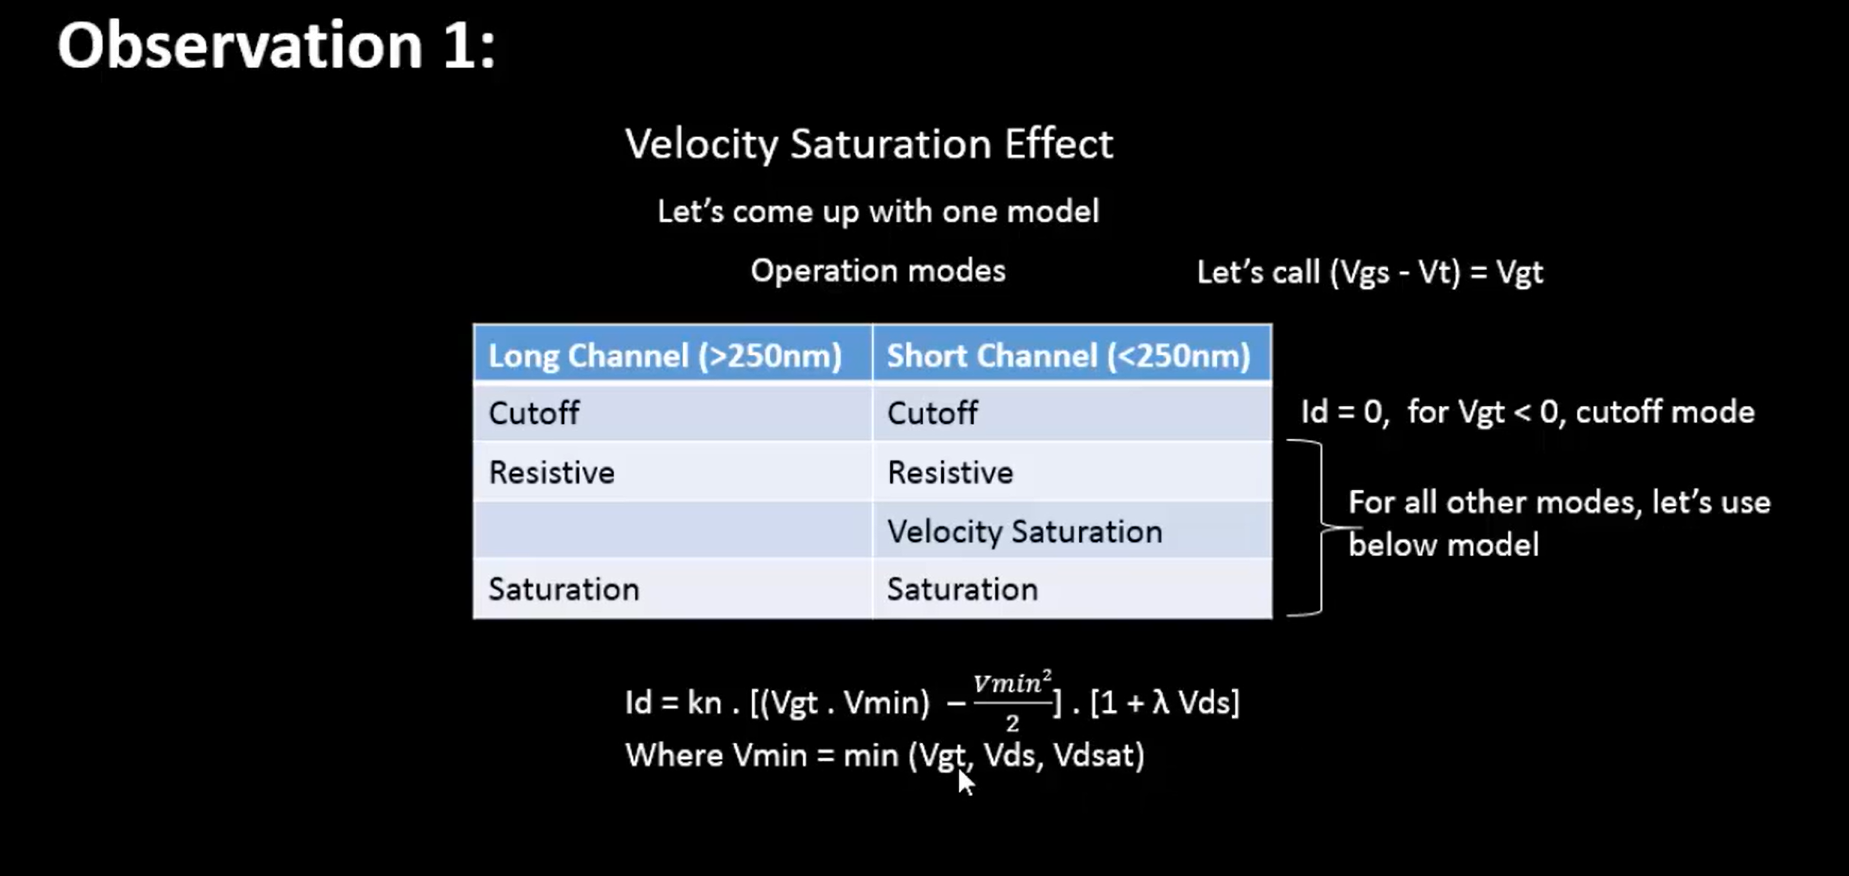 Observation 1:
Velocity Saturation Effect
Let's come up with one model
Operation modes
Let's call (Vgs - Vt) = Vgt
Long Channel (>250nm) Short Channel (<250nm)
Cutoff Cutoff
Id = 0, for Vgt < 0, cutoff mode
Resistive Resistive
Velocity Saturation
Saturation Saturation
For all other modes, let's use
below model
Id = kn . [(Vgt . Vmin) – Vmin²/2] . [1 + λ Vds]
Where Vmin = min (Vgt, Vds, Vdsat)